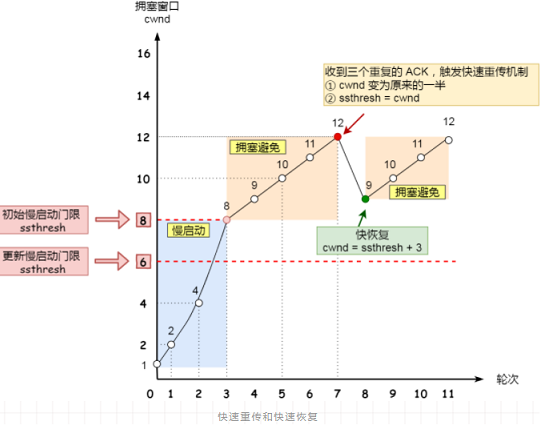 拥塞窗口
cwnd
16
14
12
10
8
6
4
2
1
0
1 2 3 4 5 6 7 8 9 10 11
轮次
初始慢启动门限
ssthresh
更新慢启动门限
ssthresh
慢启动
拥塞避免
2
4
8
9
10
11
12
收到三个重复的 ACK，触发快速重传机制
① cwnd 变为原来的一半
② ssthresh = cwnd
9
10
11
12
拥塞避免
快恢复
cwnd = ssthresh + 3
快速重传和快速恢复